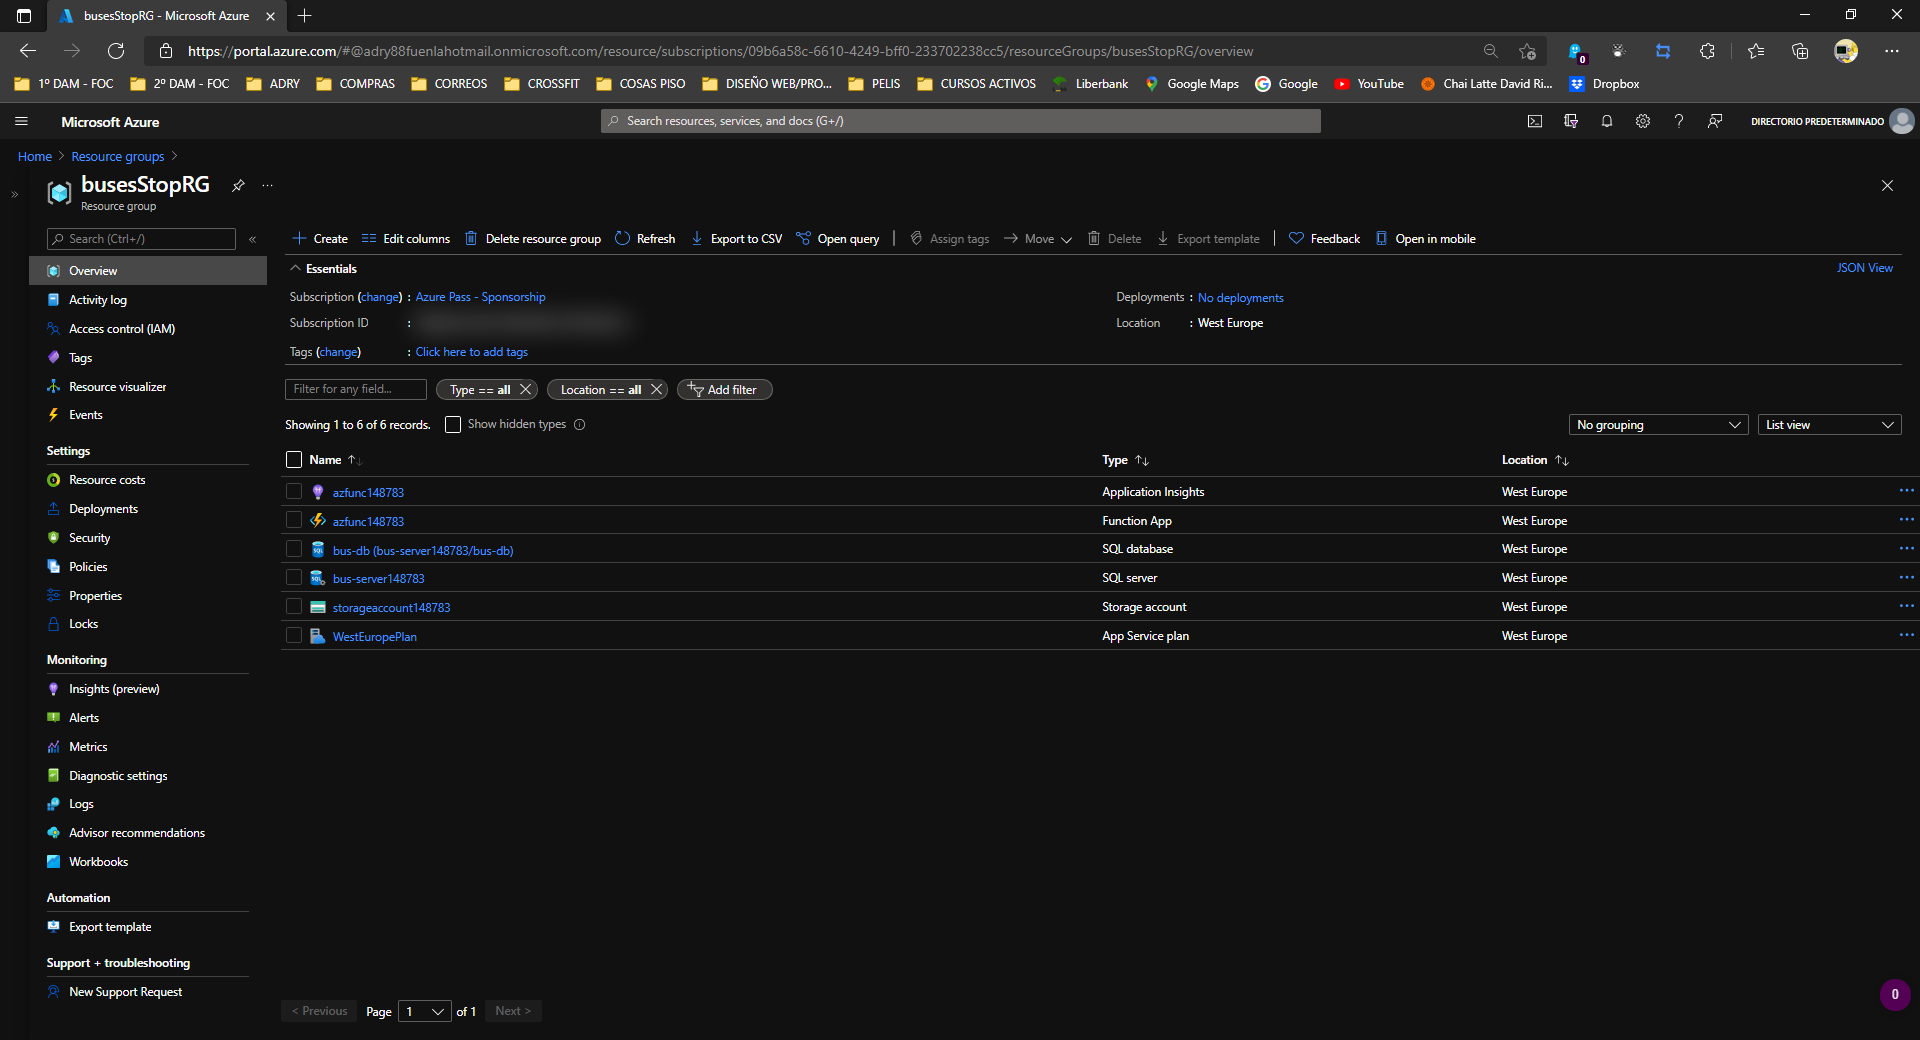 busesStopRG - Microsoft Azure
https://portal.azure.com/#@adry88fuenlahotmail.onmicrosoft.com/resource/subscriptions/09b6a58c-6610-4249-bff0-233702238cc5/resourceGroups/busesStopRG/overview
0
1º DAM - FOC 2º DAM - FOC ADRY COMPRAS CORREOS CROSSFIT COSAS PISO DISEÑO WEB/PRO... PELIS CURSOS ACTIVOS Liberbank Google Maps Google YouTube Chai Latte David Ri... Dropbox
Microsoft Azure Search resources, services, and docs (G+/) DIRECTORIO PREDETERMINADO
Home > Resource groups >
busesStopRG ...
Resource group
Search (Ctrl+/) «
Overview
Activity log
Access control (IAM)
Tags
Resource visualizer
Events
Settings
Resource costs
Deployments
Security
Policies
Properties
Locks
Monitoring
Insights (preview)
Alerts
Metrics
Diagnostic settings
Logs
Advisor recommendations
Workbooks
Automation
Export template
Support + troubleshooting
New Support Request
Create Edit columns Delete resource group Refresh Export to CSV Open query Assign tags Move Delete Export template Feedback Open in mobile
Essentials JSON View
Subscription (change) : Azure Pass - Sponsorship Deployments : No deployments
Subscription ID : Location : West Europe
Tags (change) : Click here to add tags
Filter for any field... Type == all Location == all Add filter
Showing 1 to 6 of 6 records. Show hidden types No grouping List view
Name Type Location
azfunc148783 Application Insights West Europe
azfunc148783 Function App West Europe
bus-db (bus-server148783/bus-db) SQL database West Europe
bus-server148783 SQL server West Europe
storageaccount148783 Storage account West Europe
WestEuropePlan App Service plan West Europe
< Previous Page 1 of 1 Next >
0